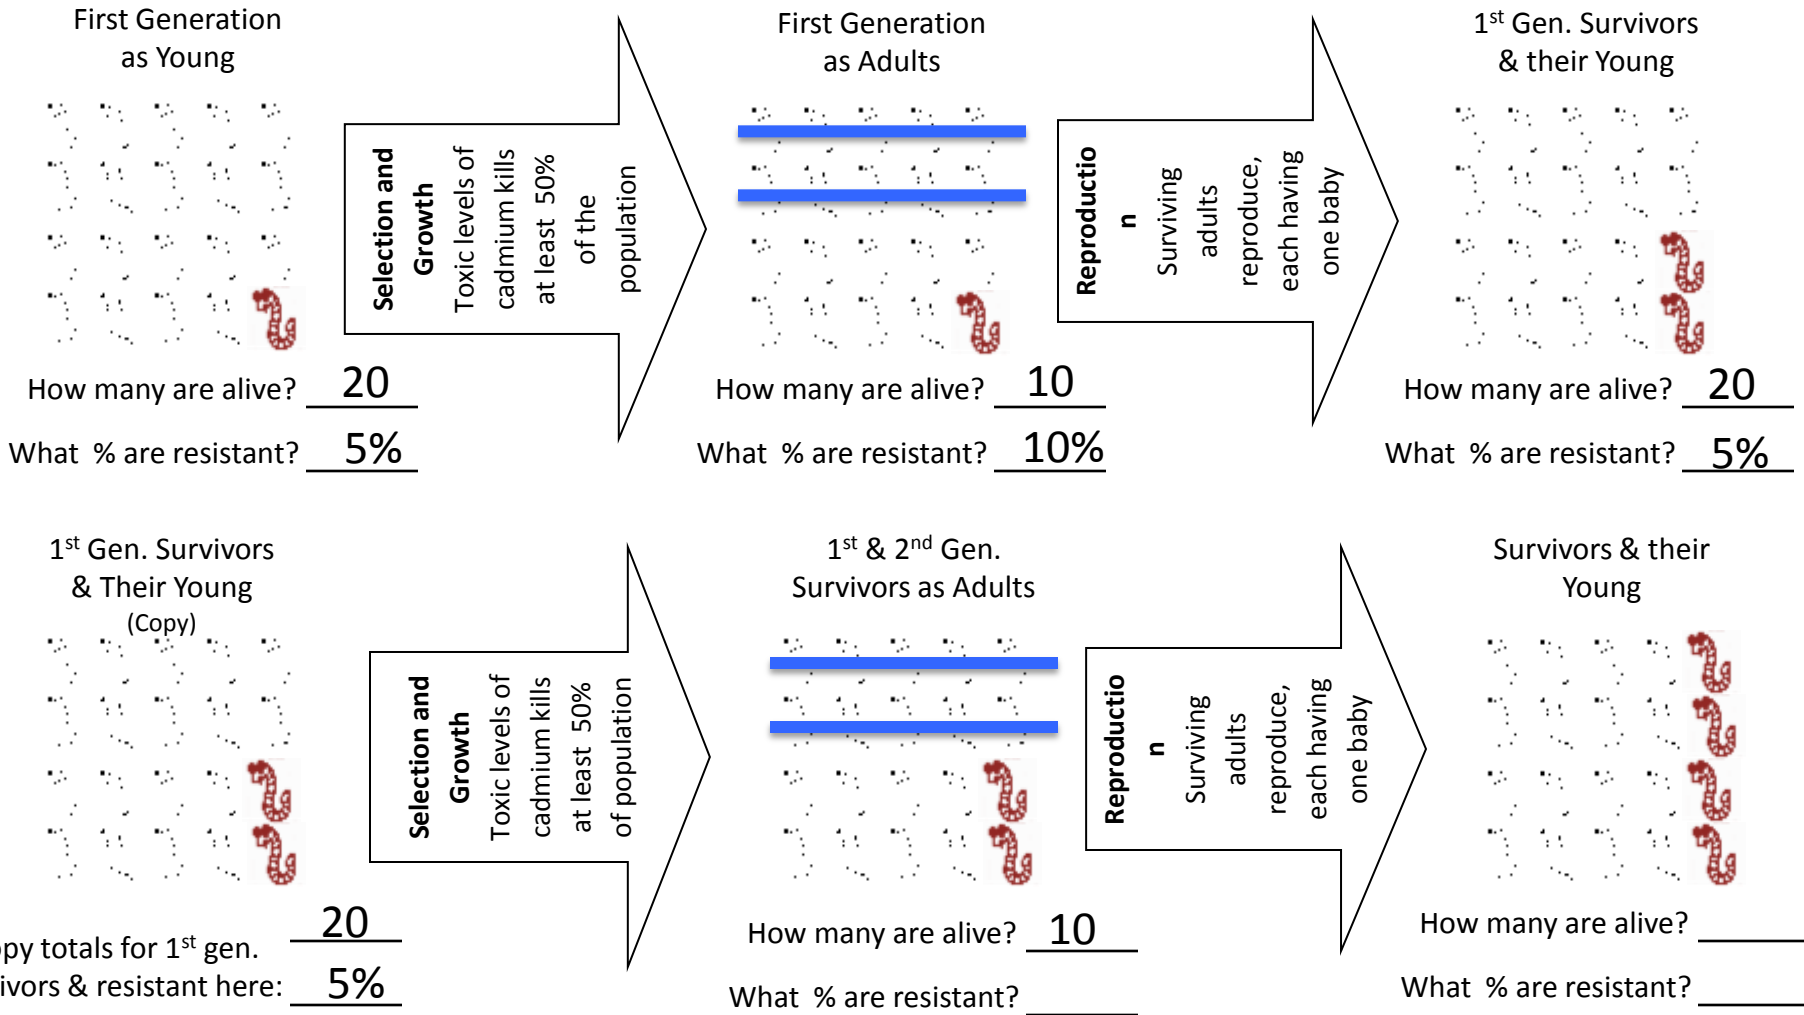 First Generation
as Young
Selection and
Growth
Toxic levels of
cadmium kills
at least 50%
of the
population
First Generation
as Adults
Reproductio
n
Surviving
adults
reproduce,
each having
one baby
1st Gen. Survivors
& their Young
How many are alive? 20
What % are resistant? 5%
How many are alive? 10
What % are resistant? 10%
How many are alive? 20
What % are resistant? 5%
1st Gen. Survivors
& Their Young
(Copy)
Selection and
Growth
Toxic levels of
cadmium kills
at least 50%
of population
1st & 2nd Gen.
Survivors as Adults
Reproductio
n
Surviving
adults
reproduce,
each having
one baby
Survivors & their
Young
opy totals for 1st gen. 20
ivors & resistant here: 5%
How many are alive? 10
What % are resistant?
How many are alive?
What % are resistant?